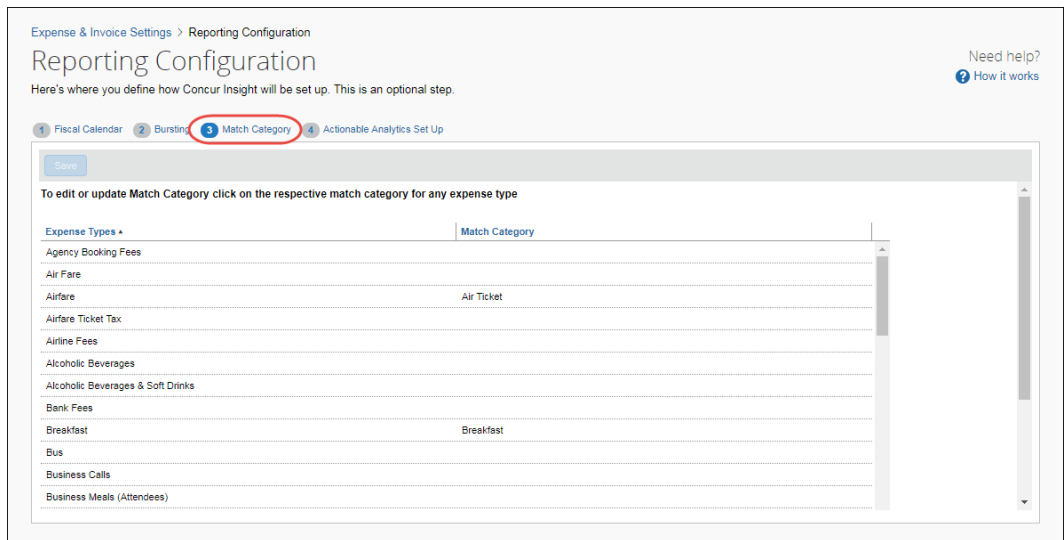 Expense & Invoice Settings > Reporting Configuration
Reporting Configuration
Need help?
? How it works
Here's where you define how Concur Insight will be set up. This is an optional step.
1 Fiscal Calendar 2 Bursting 3 Match Category 4 Actionable Analytics Set Up
Save
To edit or update Match Category click on the respective match category for any expense type
Expense Types Match Category
Agency Booking Fees
Air Fare
Airfare Air Ticket
Airfare Ticket Tax
Airline Fees
Alcoholic Beverages
Alcoholic Beverages & Soft Drinks
Bank Fees
Breakfast Breakfast
Bus
Business Calls
Business Meals (Attendees)